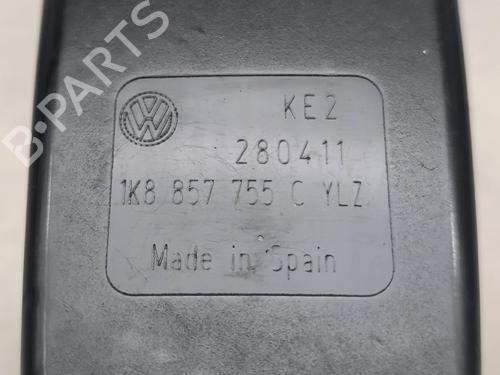 B-PARTS
KE2
280411
1K8 857 755 C YLZ
Made in Spain